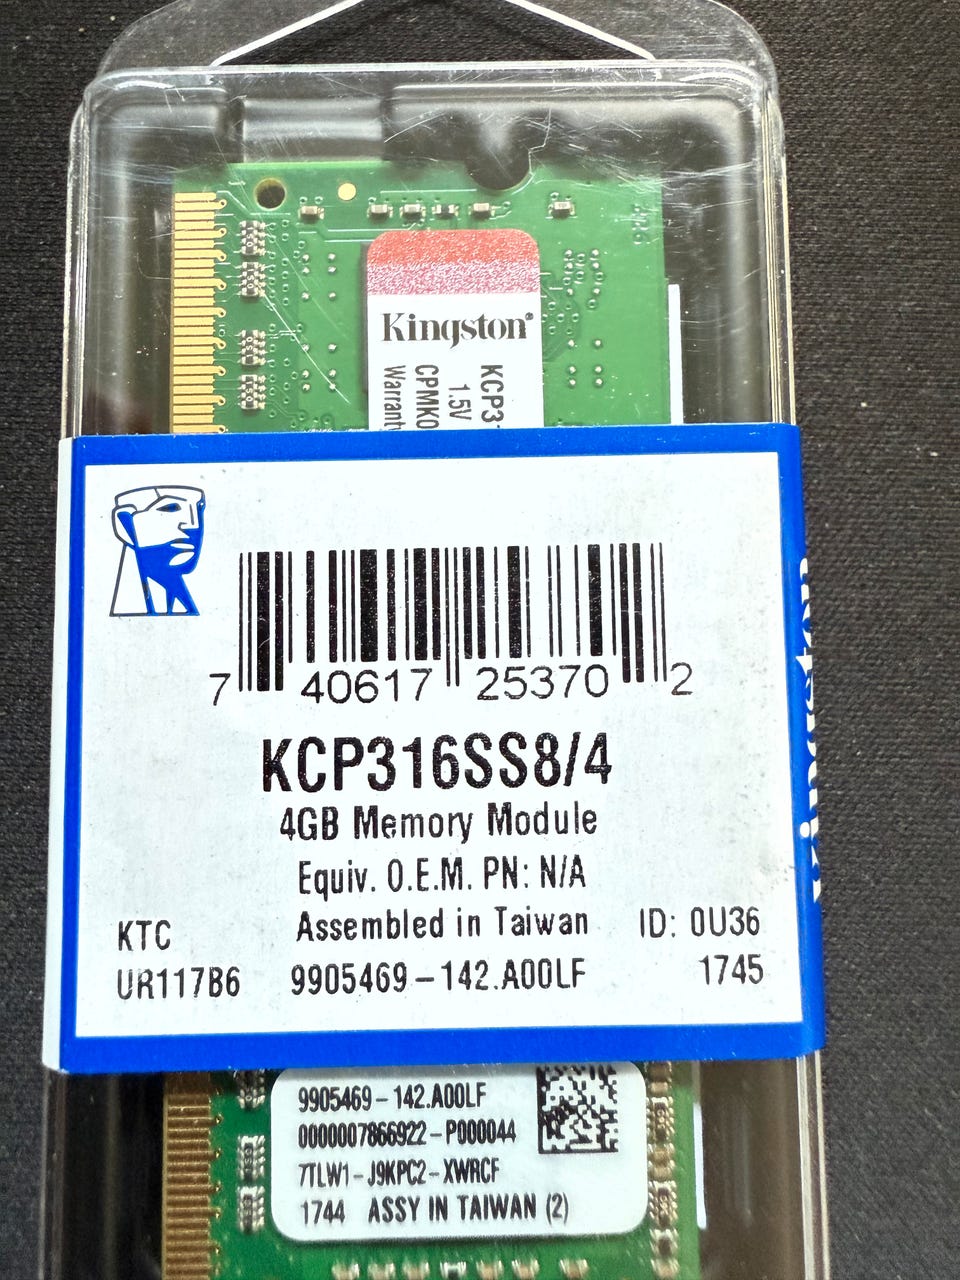 Kingston®
KCP3
1.5V
CPMK0
Warrant
7 40617 25370 2
KCP316SS8/4
4GB Memory Module
Equiv. O.E.M. PN: N/A
KTC Assembled in Taiwan ID: 0U36
UR117B6 9905469-142.A00LF 1745
Kingston
9905469-142.A00LF
0000007866922-P000044
7TLW1-J9KPC2-XWRCF
1744 ASSY IN TAIWAN (2)